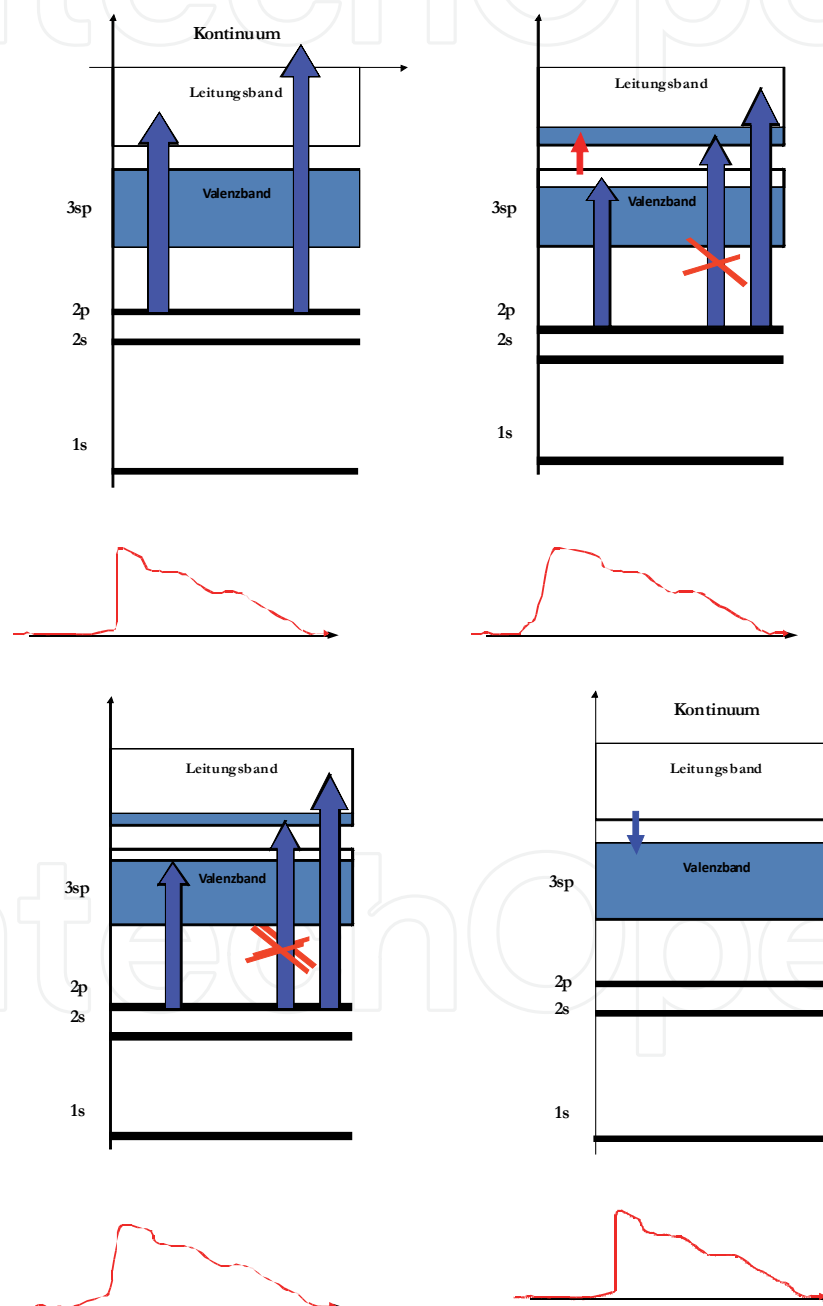 Kontinuum
Leitungsband
Valenzband
3sp
2p
2s
1s
Leitungsband
Valenzband
3sp
2p
2s
1s
Leitungsband
Valenzband
3sp
2p
2s
1s
Kontinuum
Leitungsband
Valenzband
3sp
2p
2s
1s